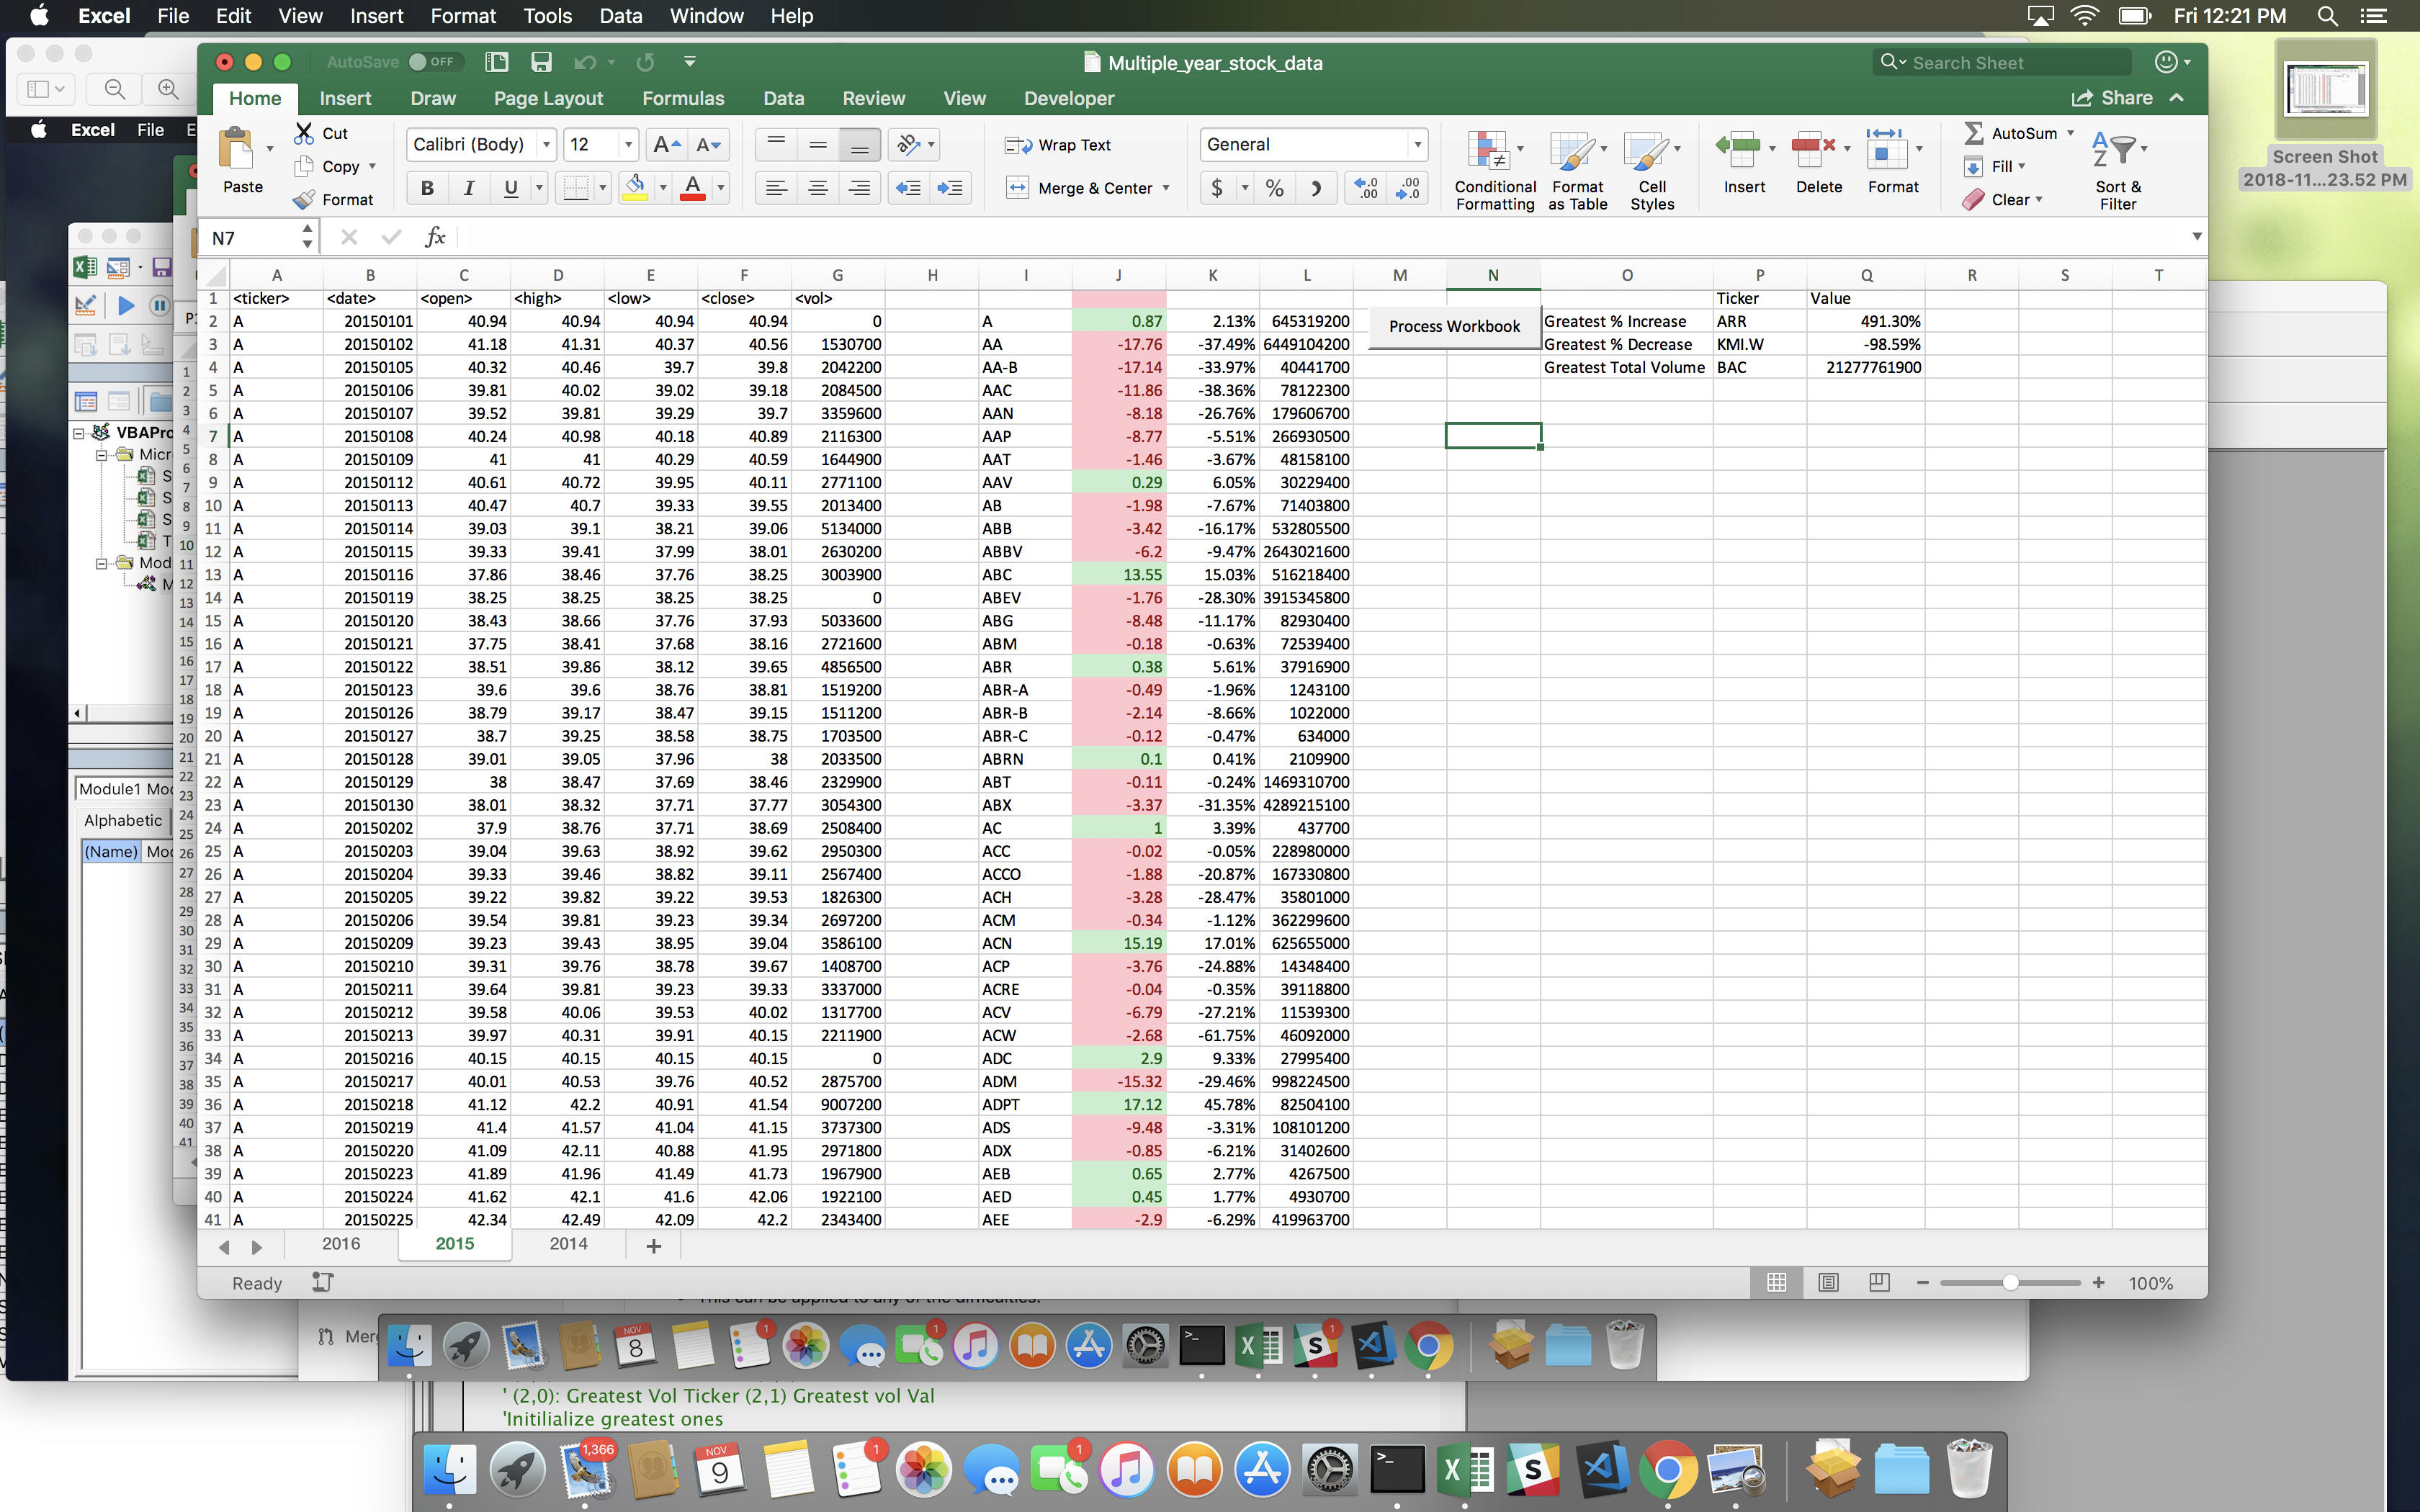 Excel File Edit View Insert Format Tools Data Window Help Fri 12:21 PM
AutoSave OFF Multiple_year_stock_data Search Sheet
Home Insert Draw Page Layout Formulas Data Review View Developer Share
Screen Shot
2018-11...23.52 PM
Excel File E
Paste Cut Copy Format
Calibri (Body) 12
B I U
Wrap Text
Merge & Center
General
$ %
Conditional Formatting
Format as Table
Cell Styles
Insert Delete Format
AutoSum
Fill
Clear
Sort & Filter
N7 fx
A B C D E F G H I J K L M N O P Q R S T
1 <ticker> <date> <open> <high> <low> <close> <vol> Ticker Value
2 A 20150101 40.94 40.94 40.94 40.94 0 A 0.87 2.13% 645319200 Process Workbook Greatest % Increase ARR 491.30%
3 A 20150102 41.18 41.31 40.37 40.56 1530700 AA -17.76 -37.49% 6449104200 Greatest % Decrease KMI.W -98.59%
4 A 20150105 40.32 40.46 39.7 39.8 2042200 AA-B -17.14 -33.97% 40441700 Greatest Total Volume BAC 21277761900
5 A 20150106 39.81 40.02 39.02 39.18 2084500 AAC -11.86 -38.36% 78122300
6 A 20150107 39.52 39.81 39.29 39.7 3359600 AAN -8.18 -26.76% 179606700
7 A 20150108 40.24 40.98 40.18 40.89 2116300 AAP -8.77 -5.51% 266930500
8 A 20150109 41 41 40.29 40.59 1644900 AAT -1.46 -3.67% 48158100
9 A 20150112 40.61 40.72 39.95 40.11 2771100 AAV 0.29 6.05% 30229400
10 A 20150113 40.47 40.7 39.33 39.55 2013400 AB -1.98 -7.67% 71403800
11 A 20150114 39.03 39.1 38.21 39.06 5134000 ABB -3.42 -16.17% 532805500
12 A 20150115 39.33 39.41 37.99 38.01 2630200 ABBV -6.2 -9.47% 2643021600
13 A 20150116 37.86 38.46 37.76 38.25 3003900 ABC 13.55 15.03% 516218400
14 A 20150119 38.25 38.25 38.25 38.25 0 ABEV -1.76 -28.30% 3915345800
15 A 20150120 38.43 38.66 37.76 37.93 5033600 ABG -8.48 -11.17% 82930400
16 A 20150121 37.75 38.41 37.68 38.16 2721600 ABM -0.18 -0.63% 72539400
17 A 20150122 38.51 39.86 38.12 39.65 4856500 ABR 0.38 5.61% 37916900
18 A 20150123 39.6 39.6 38.76 38.81 1519200 ABR-A -0.49 -1.96% 1243100
19 A 20150126 38.79 39.17 38.47 39.15 1511200 ABR-B -2.14 -8.66% 1022000
20 A 20150127 38.7 39.25 38.58 38.75 1703500 ABR-C -0.12 -0.47% 634000
21 A 20150128 39.01 39.05 37.96 38 2033500 ABRN 0.1 0.41% 2109900
22 A 20150129 38 38.47 37.69 38.46 2329900 ABT -0.11 -0.24% 1469310700
23 A 20150130 38.01 38.32 37.71 37.77 3054300 ABX -3.37 -31.35% 4289215100
24 A 20150202 37.9 38.76 37.71 38.69 2508400 AC 1 3.39% 437700
25 A 20150203 39.04 39.63 38.92 39.62 2950300 ACC -0.02 -0.05% 228980000
26 A 20150204 39.33 39.46 38.82 39.11 2567400 ACCO -1.88 -20.87% 167330800
27 A 20150205 39.22 39.82 39.22 39.53 1826300 ACH -3.28 -28.47% 35801000
28 A 20150206 39.54 39.81 39.23 39.34 2697200 ACM -0.34 -1.12% 362299600
29 A 20150209 39.23 39.43 38.95 39.04 3586100 ACN 15.19 17.01% 625655000
30 A 20150210 39.31 39.76 38.78 39.67 1408700 ACP -3.76 -24.88% 14348400
31 A 20150211 39.64 39.81 39.23 39.33 3337000 ACRE -0.04 -0.35% 39118800
32 A 20150212 39.58 40.06 39.53 40.02 1317700 ACV -6.79 -27.21% 11539300
33 A 20150213 39.97 40.31 39.91 40.15 2211900 ACW -2.68 -61.75% 46092000
34 A 20150216 40.15 40.15 40.15 40.15 0 ADC 2.9 9.33% 27995400
35 A 20150217 40.01 40.53 39.76 40.52 2875700 ADM -15.32 -29.46% 998224500
36 A 20150218 41.12 42.2 40.91 41.54 9007200 ADPT 17.12 45.78% 82504100
37 A 20150219 41.4 41.57 41.04 41.15 3737300 ADS -9.48 -3.31% 108101200
38 A 20150220 41.09 42.11 40.88 41.95 2971800 ADX -0.85 -6.21% 31402600
39 A 20150223 41.89 41.96 41.49 41.73 1967900 AEB 0.65 2.77% 4267500
40 A 20150224 41.62 42.1 41.6 42.06 1922100 AED 0.45 1.77% 4930700
41 A 20150225 42.34 42.49 42.09 42.2 2343400 AEE -2.9 -6.29% 419963700
2016 2015 2014 +
Ready 100%
VBAPro
Micr
Mod
Module1 Mod
Alphabetic
(Name) Mod
NOV 8
' (2,0): Greatest Vol Ticker (2,1) Greatest vol Val
'Initilialize greatest ones
1,366 NOV 9 1 1